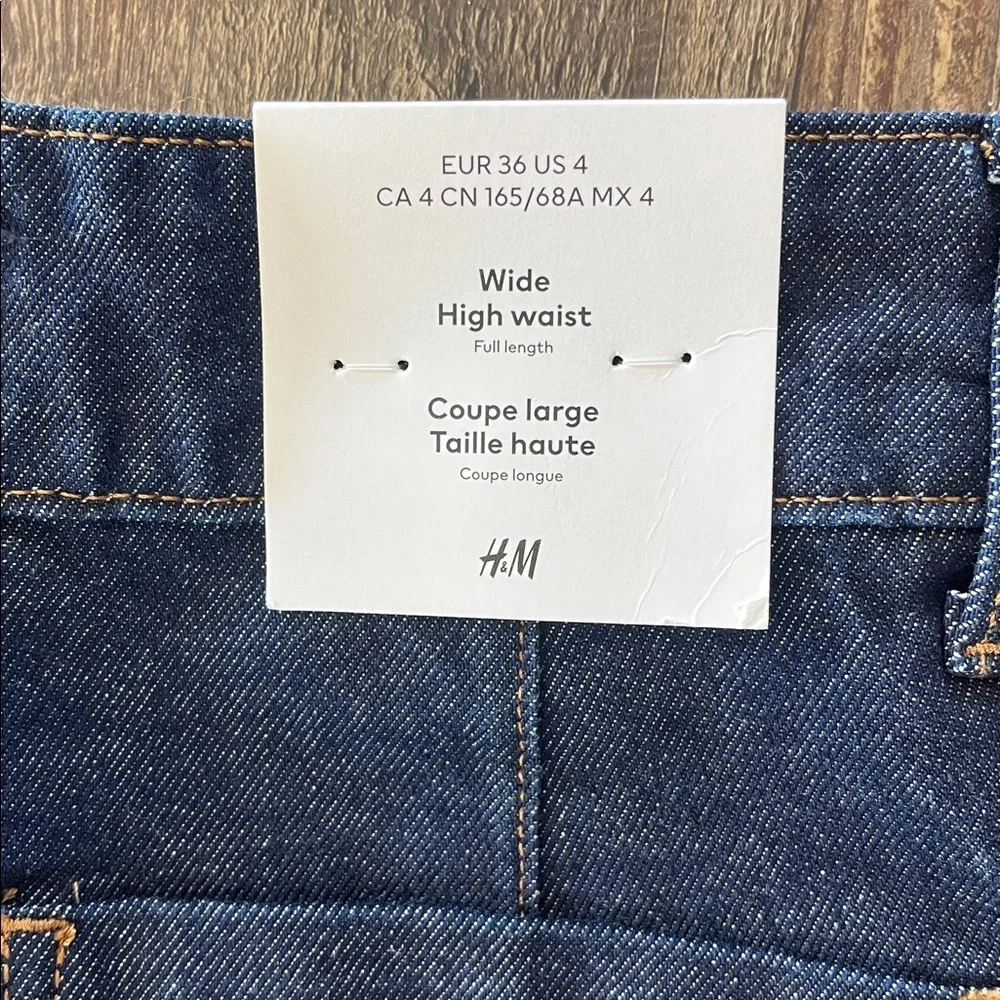 EUR 36 US 4
CA 4 CN 165/68A MX 4
Wide
High waist
Full length
Coupe large
Taille haute
Coupe longue
H&M